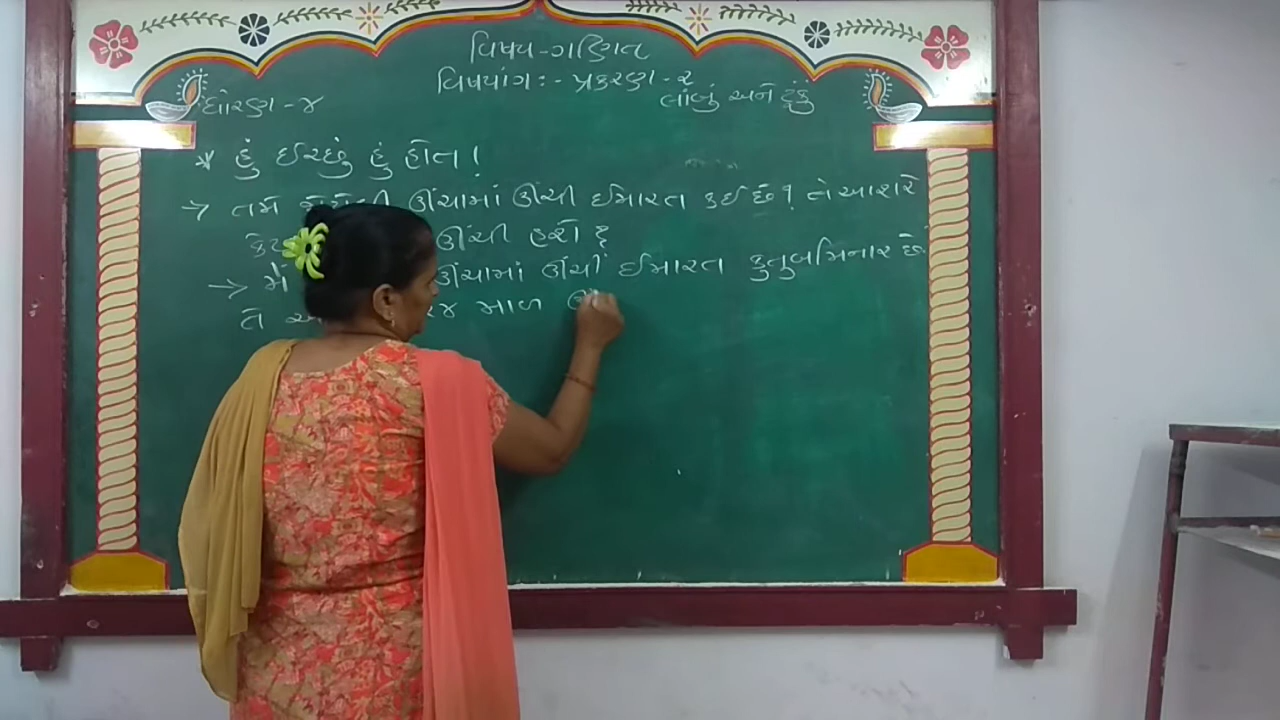 વિષય-ગણિત
વિષયાંગ:- પ્રકરણ-૨
ધોરણ-૪
લાંબું અને ટૂંકું
* હું ઈચ્છું હું હોત!
→ તમે ઊંચામાં ઊંચી ઈમારત કઈ છે? તે આશરે
ઊંચી હશે?
→ મેં ઊંચામાં ઊંચી ઈમારત કુતુબમિનાર છે.
તે ૨૪ માળ ઊં